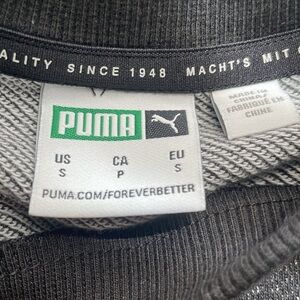 ALITY SINCE 1948 MACHT'S MIT
PUMA
US CA EU
S P S
PUMA.COM/FOREVERBETTER
MADE IN
CHINA/
FABRIQUÉ EN
CHINE